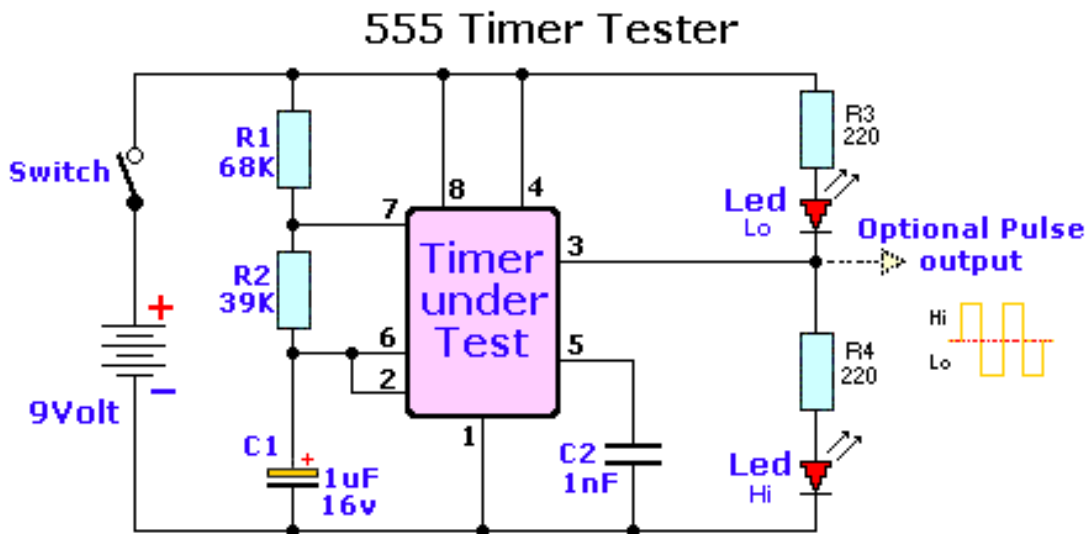 555 Timer Tester
R1
68K
R3
220
Switch
8
4
7
Led
Lo
3
Optional Pulse
output
Timer
under
Test
R2
39K
+
6
5
2
Hi
Lo
R4
220
−
9Volt
1
C1
+
1uF
16v
C2
1nF
Led
Hi